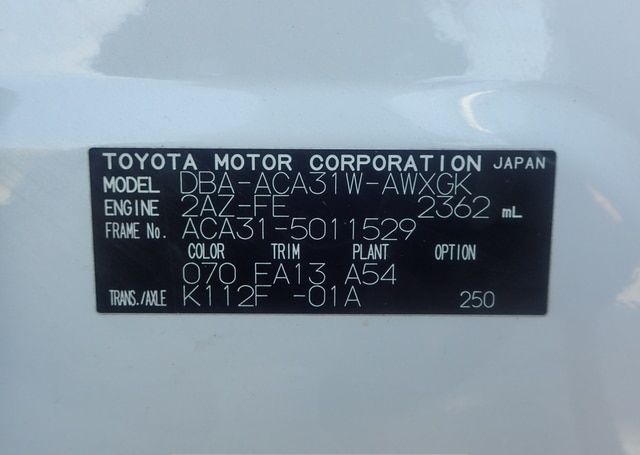 TOYOTA MOTOR CORPORATION JAPAN
MODEL DBA-ACA31W-AWXGK
ENGINE 2AZ-FE 2362 mL
FRAME No. ACA31-5011529
COLOR TRIM PLANT OPTION
070 FA13 A54
TRANS./AXLE K112F -01A 250